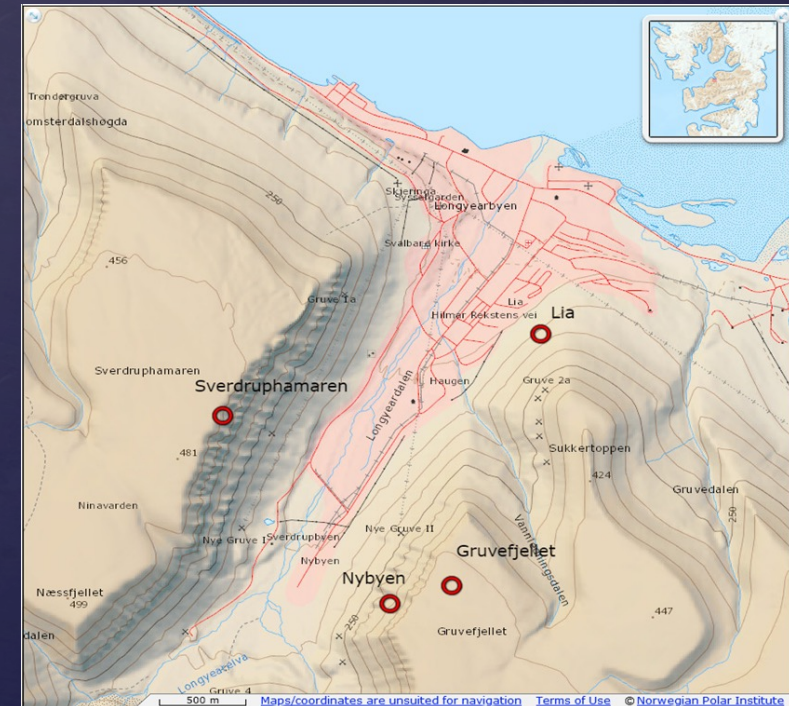 Trøndergruva
omsterdalshøgda
250
Skjeringa
Sysselgården
Longyearbyen
Svalbard kirke
456
Gruve 1a
Lia
Hilmar Rekstens vei
Lia
Sverdruphamaren
Sverdruphamaren
Haugen
Gruve 2a
Longyeardalen
481
Sukkertoppen
424
Gruvedalen
250
Ninavarden
Nye Gruve I
Sverdrupbyen
Nye Gruve II
Vannledningsdalen
Nybyen
Gruvefjellet
Nybyen
Næssfjellet
499
250
447
Gruvefjellet
dalen
Longyearelva
Gruve 4
500 m
Maps/coordinates are unsuited for navigation
Terms of Use
© Norwegian Polar Institute